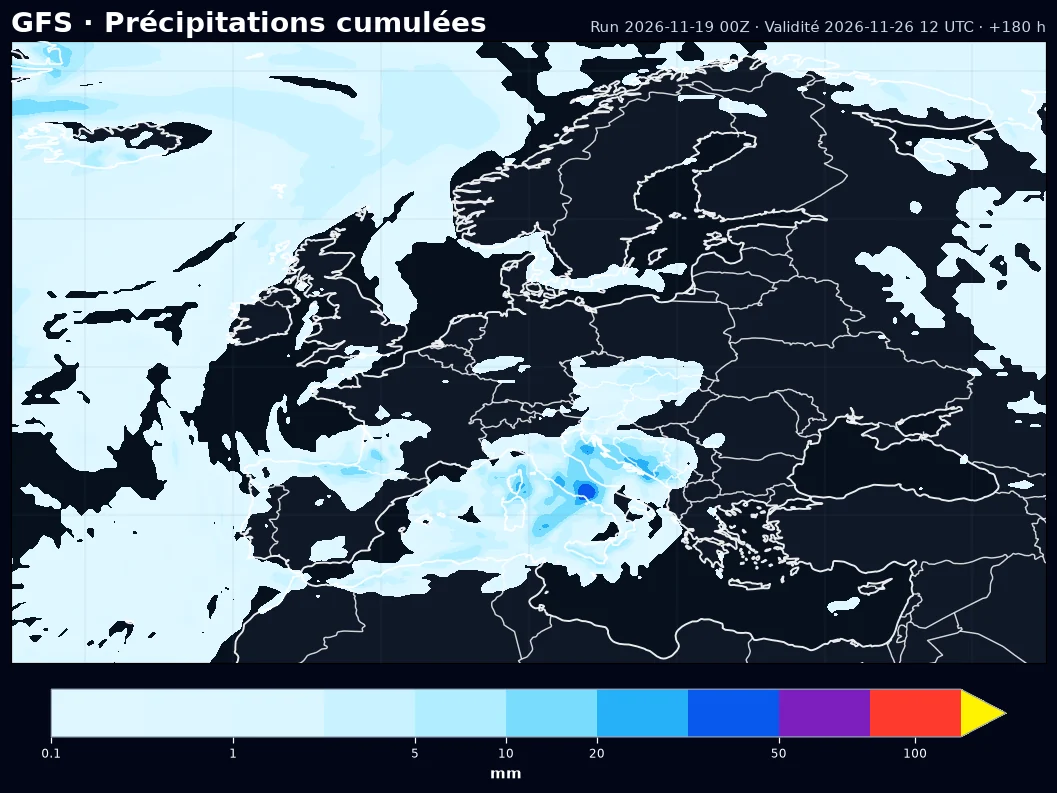 GFS · Précipitations cumulées
Run 2026-11-19 00Z · Validité 2026-11-26 12 UTC · +180 h
0.1 1 5 10 20 50 100
mm